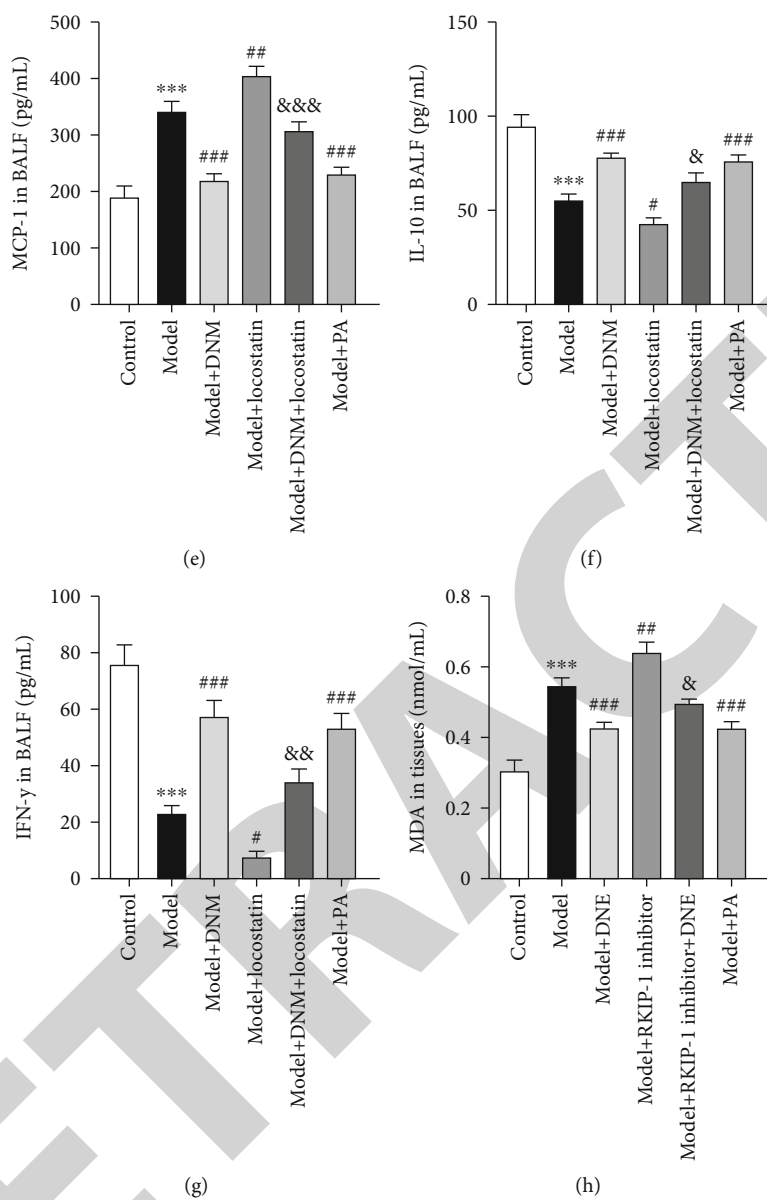 500
400
300
200
100
0
MCP-1 in BALF (pg/mL)
***
###
##
&&&
###
Control
Model
Model+DNM
Model+locostatin
Model+DNM+locostatin
Model+PA
(e)
100
50
0
IL-10 in BALF (pg/mL)
***
###
#
&
###
Control
Model
Model+DNM
Model+locostatin
Model+DNM+locostatin
Model+PA
(f)
100
80
60
40
20
0
IFN-y in BALF (pg/mL)
***
###
#
&&
###
Control
Model
Model+DNM
Model+locostatin
Model+DNM+locostatin
Model+PA
(g)
0.8
0.6
0.4
0.2
0
MDA in tissues (nmol/mL)
***
###
##
&
###
Control
Model
Model+DNE
Model+RKIP-1 inhibitor
Model+RKIP-1 inhibitor+DNE
Model+PA
(h)
ETRACT